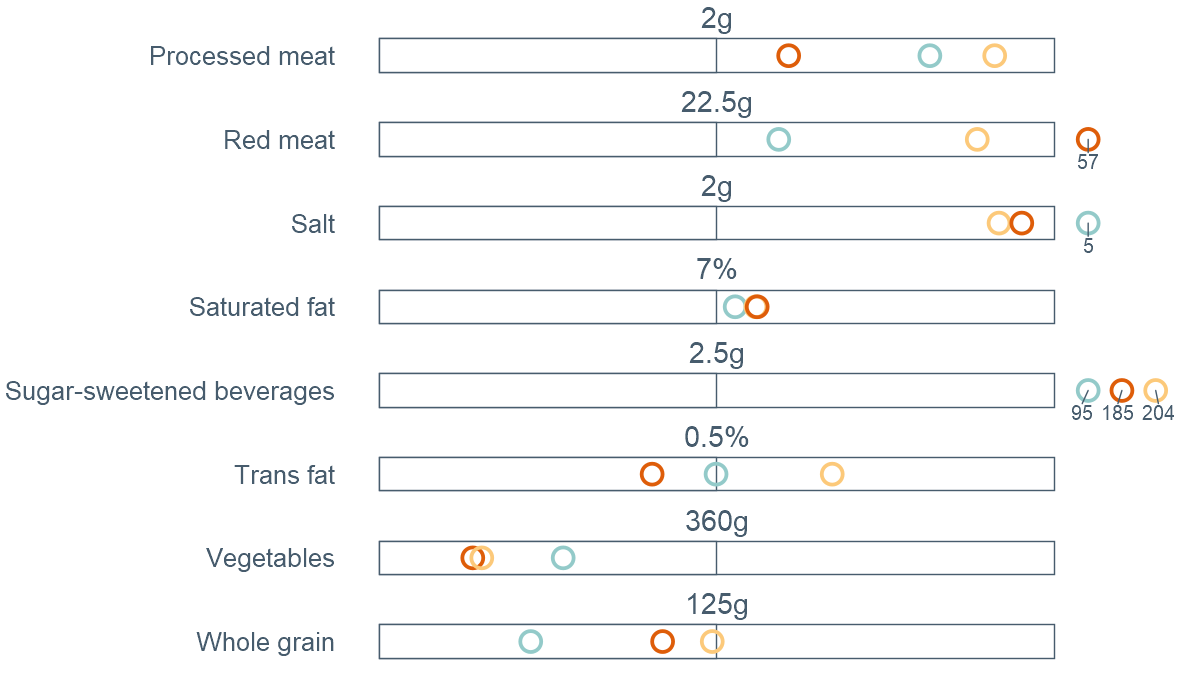 2g
Processed meat
22.5g
Red meat
57
2g
Salt
5
7%
Saturated fat
2.5g
Sugar-sweetened beverages
95 185 204
0.5%
Trans fat
360g
Vegetables
125g
Whole grain